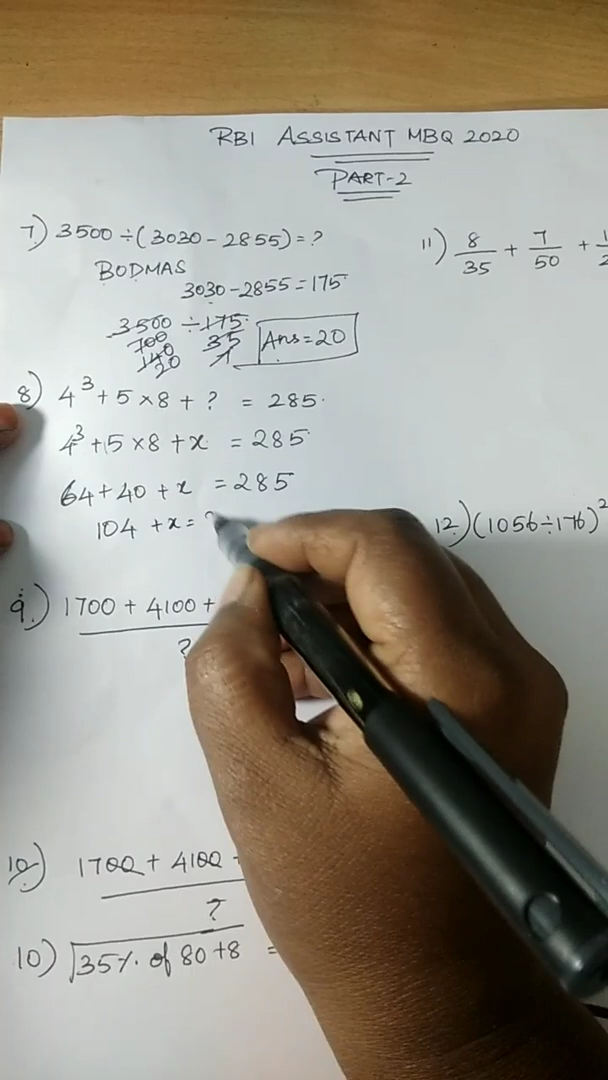 RBI ASSISTANT MBQ 2020
PART-2
7) 3500 ÷ (3030 - 2855) = ?
BODMAS
3030 - 2855 = 175
3500 ÷ 175
700 35
140 1
20
Ans = 20
8) 4³ + 5 × 8 + ? = 285
4³ + 5 × 8 + x = 285
64 + 40 + x = 285
104 + x =
9.) 1700 + 4100 +
?
10) 1700 + 4100
?
10) √35% of 80 + 8 =
11) 8/35 + 7/50 +
12.) (1056 ÷ 176)²